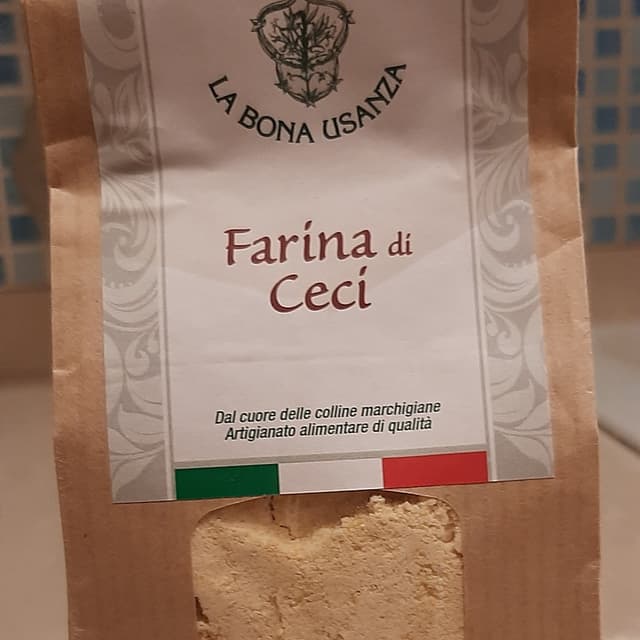 LA BONA USANZA
Farina di
Ceci
Dal cuore delle colline marchigiane
Artigianato alimentare di qualità